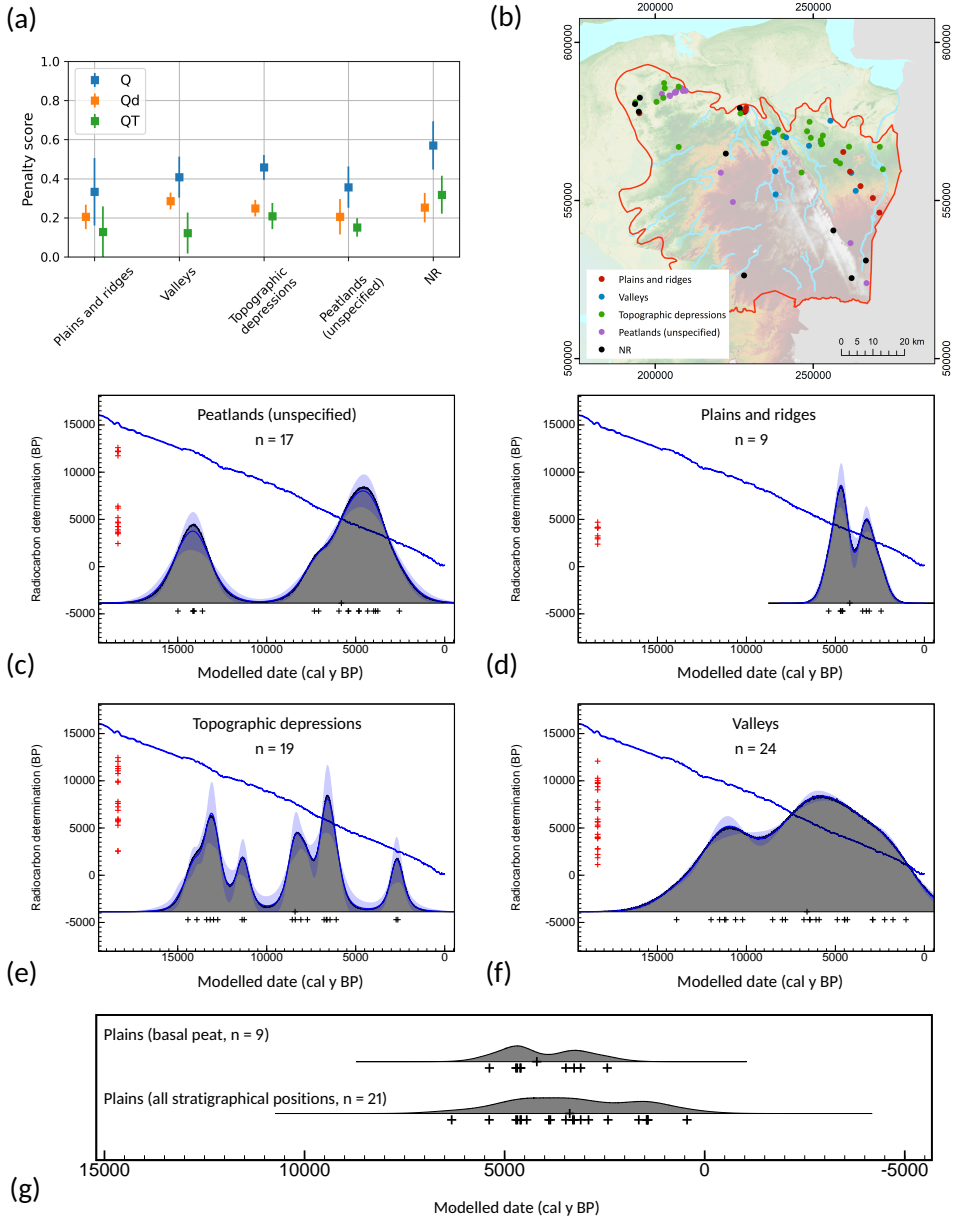 (a)
Penalty score
1.0
0.8
0.6
0.4
0.2
0.0
Q
Qd
QT
Plains and ridges
Valleys
Topographic
depressions
Peatlands
(unspecified)
NR
(b)
200000
250000
600000
600000
550000
550000
500000
500000
Plains and ridges
Valleys
Topographic depressions
Peatlands (unspecified)
NR
0 5 10 20 km
200000
250000
Peatlands (unspecified)
n = 17
Radiocarbon determination (BP)
15000
10000
5000
0
-5000
15000 10000 5000 0
Modelled date (cal y BP)
(c)
Plains and ridges
n = 9
Radiocarbon determination (BP)
15000
10000
5000
0
-5000
15000 10000 5000 0
Modelled date (cal y BP)
(d)
Topographic depressions
n = 19
Radiocarbon determination (BP)
15000
10000
5000
0
-5000
15000 10000 5000 0
Modelled date (cal y BP)
(e)
Valleys
n = 24
Radiocarbon determination (BP)
15000
10000
5000
0
-5000
15000 10000 5000 0
Modelled date (cal y BP)
(f)
Plains (basal peat, n = 9)
Plains (all stratigraphical positions, n = 21)
15000 10000 5000 0 -5000
(g)
Modelled date (cal y BP)